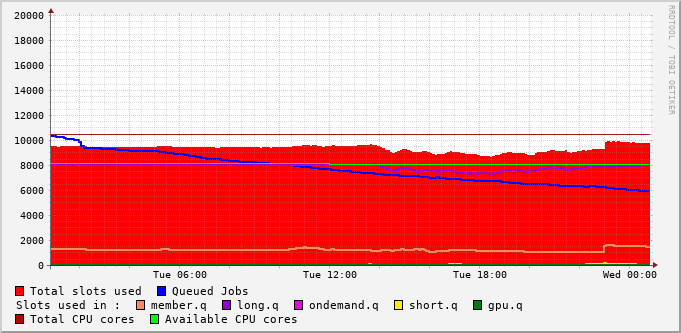 20000
18000
16000
14000
12000
10000
8000
6000
4000
2000
0
Tue 06:00 Tue 12:00 Tue 18:00 Wed 00:00
RRDTOOL / TOBI OETIKER
Total slots used Queued Jobs
Slots used in : member.q long.q ondemand.q short.q gpu.q
Total CPU cores Available CPU cores